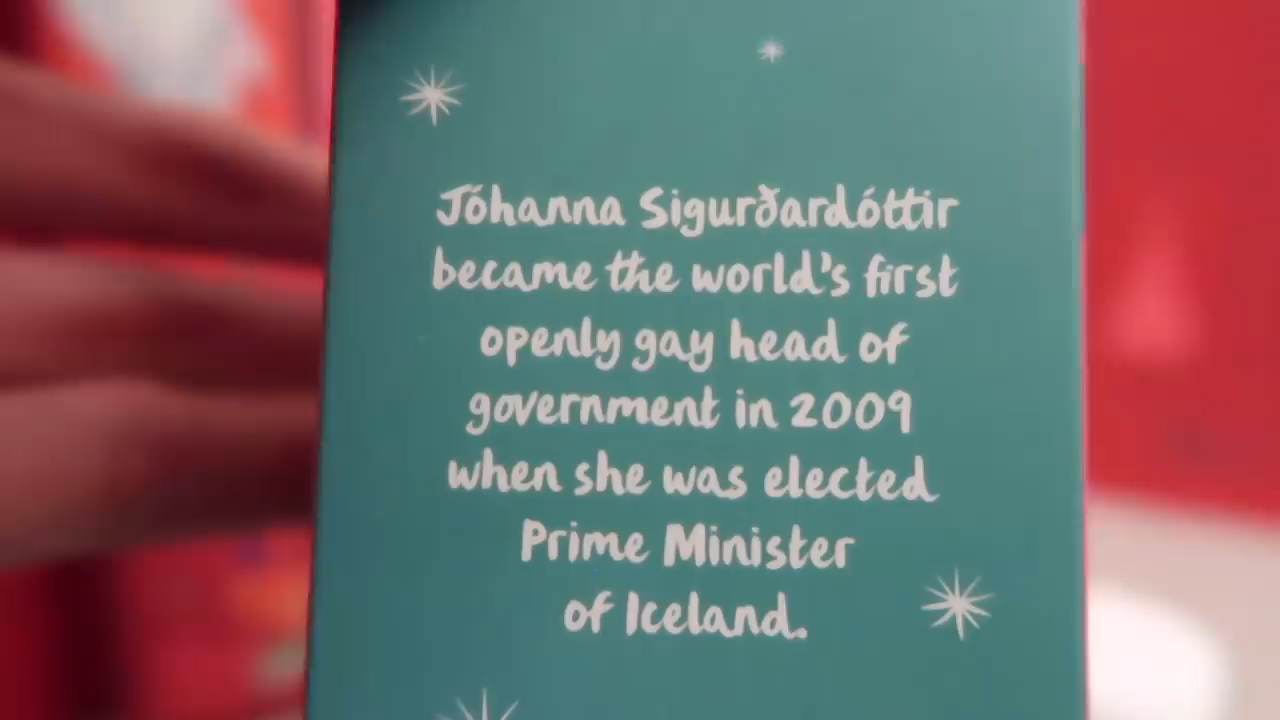 Jóhanna Sigurðardóttir
became the world's first
openly gay head of
government in 2009
when she was elected
Prime Minister
of Iceland.